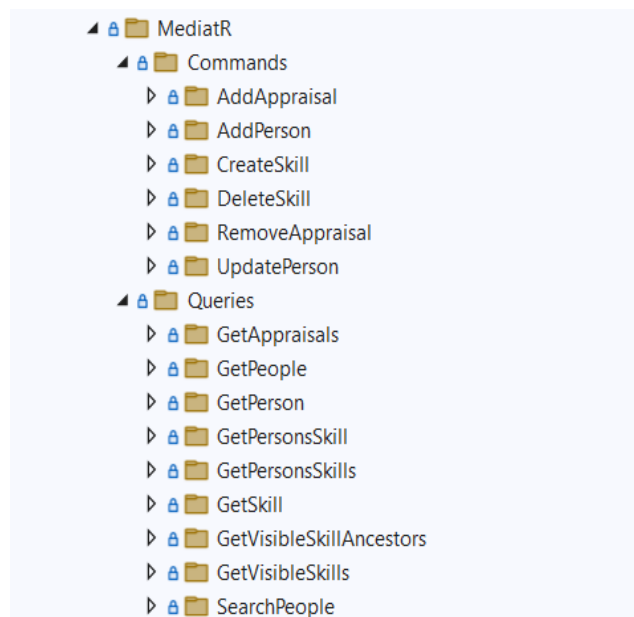 MediatR
Commands
AddAppraisal
AddPerson
CreateSkill
DeleteSkill
RemoveAppraisal
UpdatePerson
Queries
GetAppraisals
GetPeople
GetPerson
GetPersonsSkill
GetPersonsSkills
GetSkill
GetVisibleSkillAncestors
GetVisibleSkills
SearchPeople